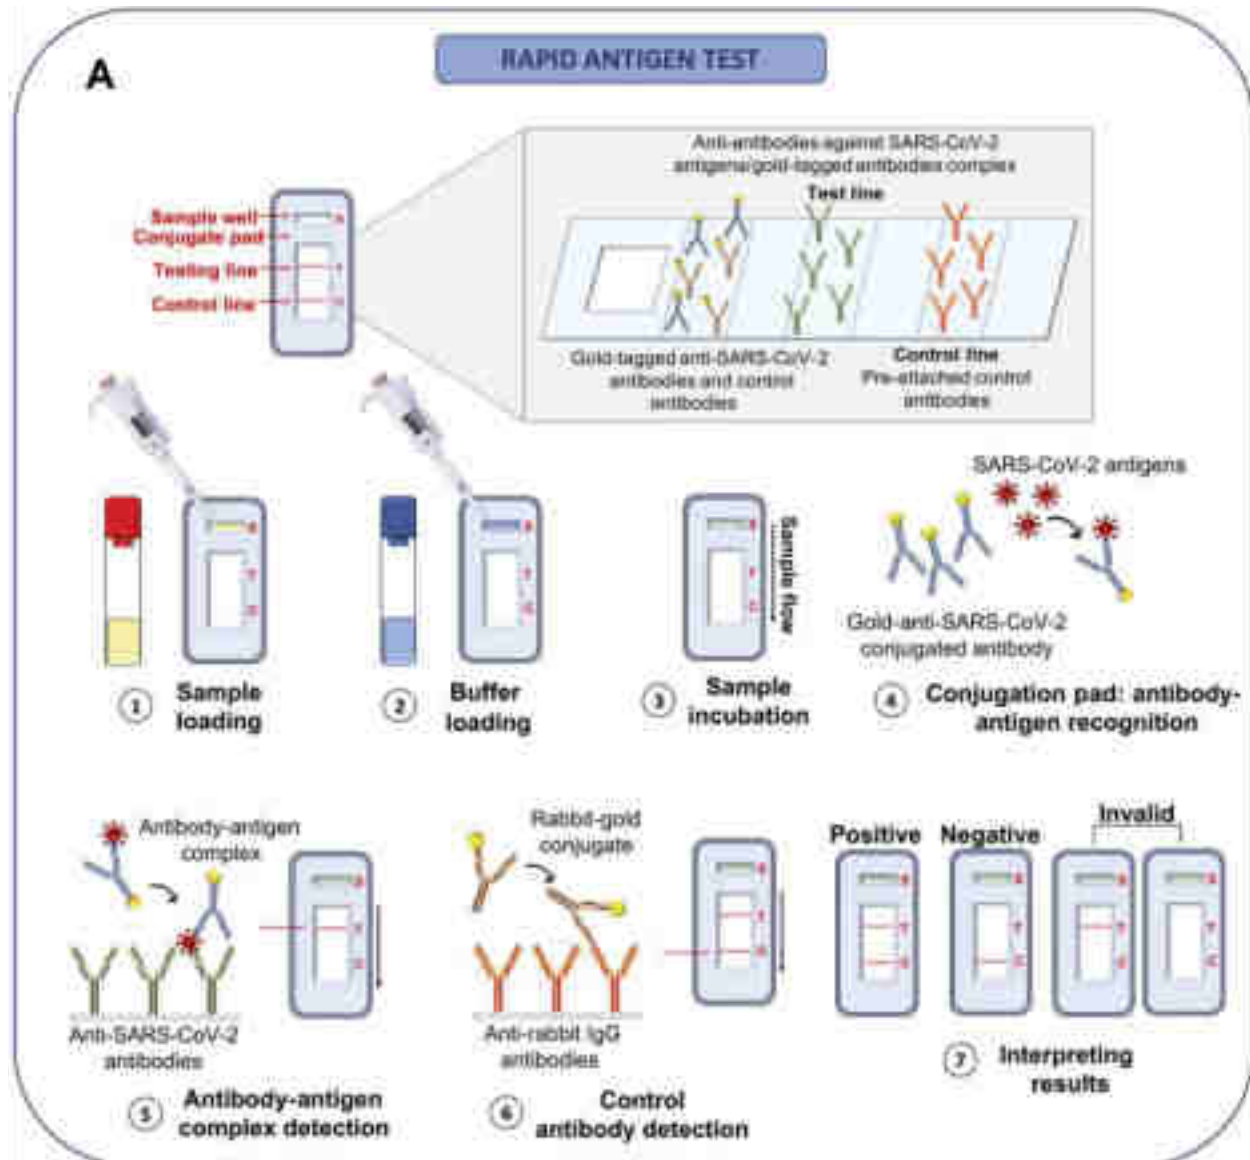 A
RAPID ANTIGEN TEST
Anti-antibodies against SARS-CoV-2
antigens/gold-tagged antibodies complex
Test line
Sample well
Conjugate pad
Testing line
Control line
Gold-tagged anti-SARS-CoV-2
antibodies and control
antibodies
Control line
Pre-attached control
antibodies
SARS-CoV-2 antigens
Sample flow
Gold-anti-SARS-CoV-2
conjugated antibody
1
Sample
loading
2
Buffer
loading
3
Sample
incubation
4
Conjugation pad: antibody-
antigen recognition
Antibody-antigen
complex
Anti-SARS-CoV-2
antibodies
5
Antibody-antigen
complex detection
Rabbit-gold
conjugate
Anti-rabbit IgG
antibodies
6
Control
antibody detection
Positive
Negative
Invalid
7
Interpreting
results